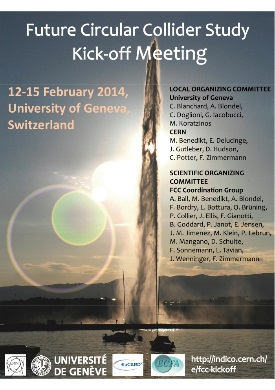 Future Circular Collider Study
Kick-off Meeting
12-15 February 2014,
University of Geneva,
Switzerland
LOCAL ORGANIZING COMMITTEE
University of Geneva
C. Blanchard, A. Blondel,
C. Doglioni, G. Iacobucci,
M. Koratzinos
CERN
M. Benedikt, E. Delucinge,
J. Gutleber, D. Hudson,
C. Potter, F. Zimmermann
SCIENTIFIC ORGANIZING
COMMITTEE
FCC Coordination Group
A. Ball, M. Benedikt, A. Blondel,
F. Bordry, L. Bottura, O. Brüning,
P. Collier, J. Ellis, F. Gianotti,
B. Goddard, P. Janot, E. Jensen,
J. M. Jimenez, M. Klein, P. Lebrun,
M. Mangano, D. Schulte,
F. Sonnemann, L. Tavian,
J. Wenninger, F. Zimmermann
UNIVERSITÉ
DE GENÈVE
EuCARD²
ECFA
http://indico.cern.ch/
e/fcc-kickoff